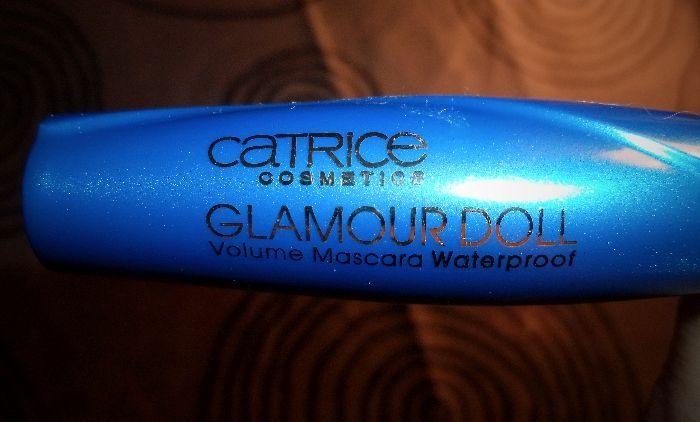 CATRICE
COSMETICS
GLAMOUR DOLL
Volume Mascara Waterproof